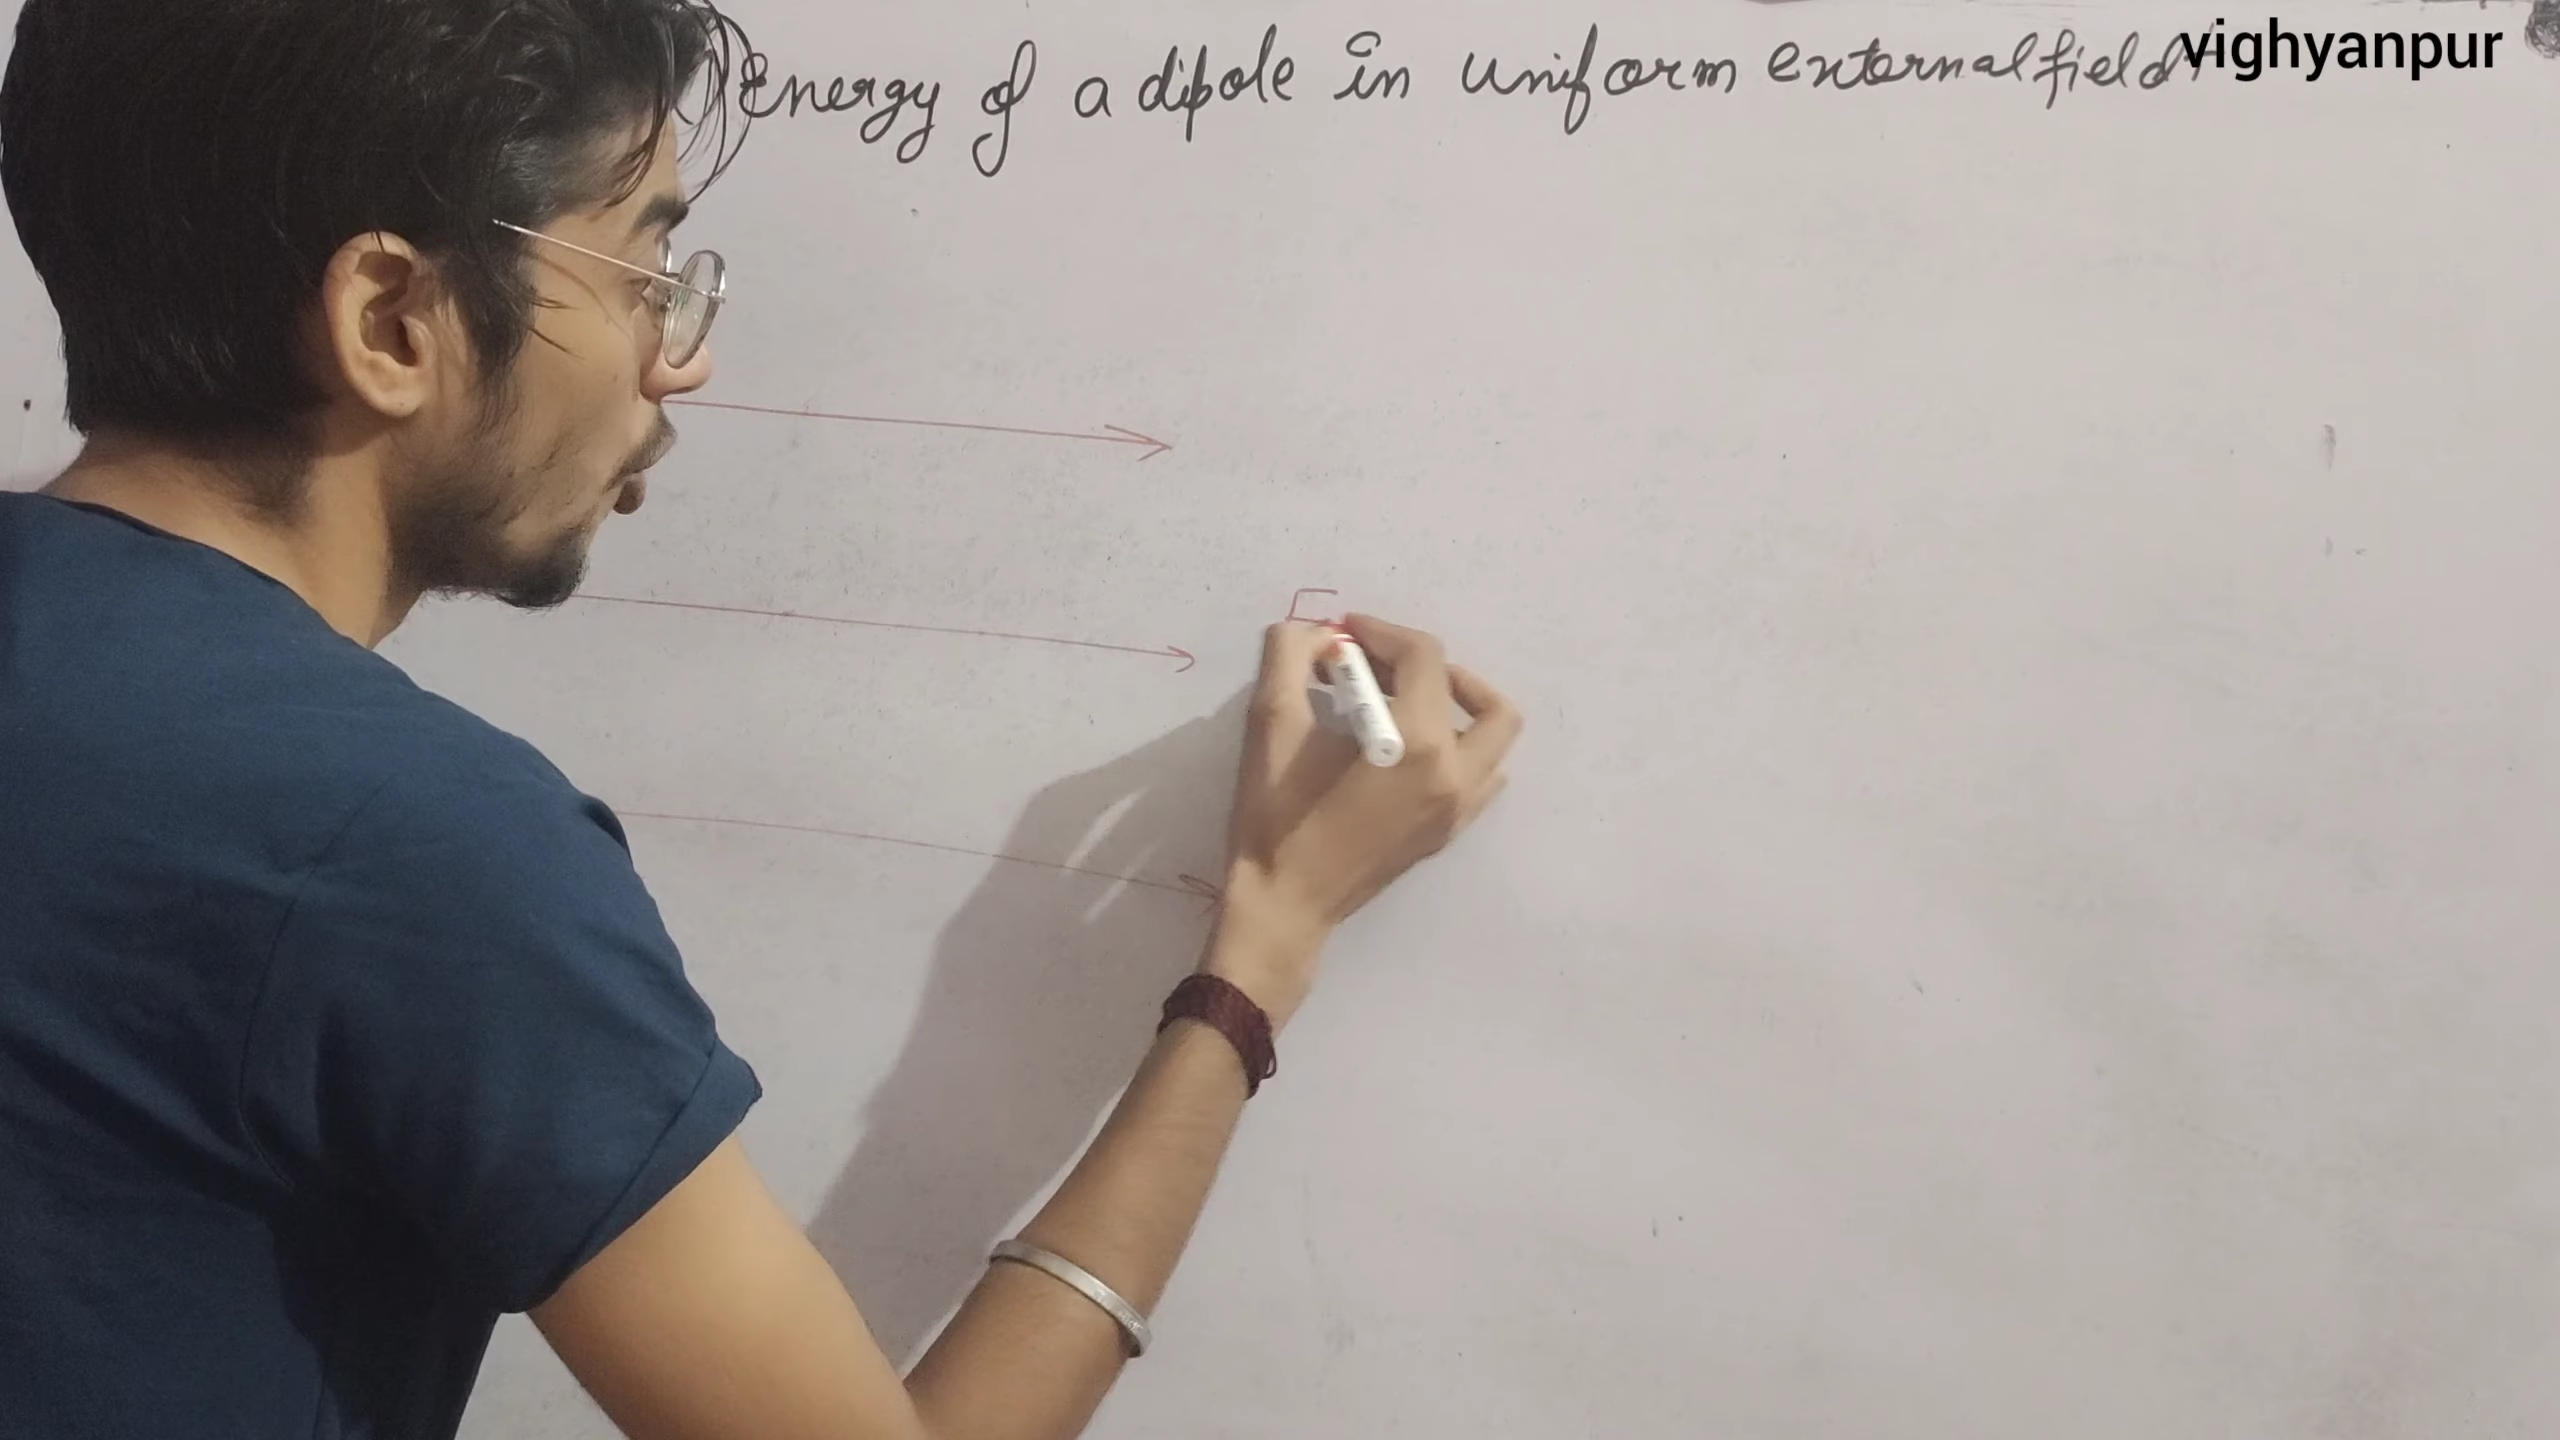 Energy of a dipole in uniform external field
vighyanpur
E